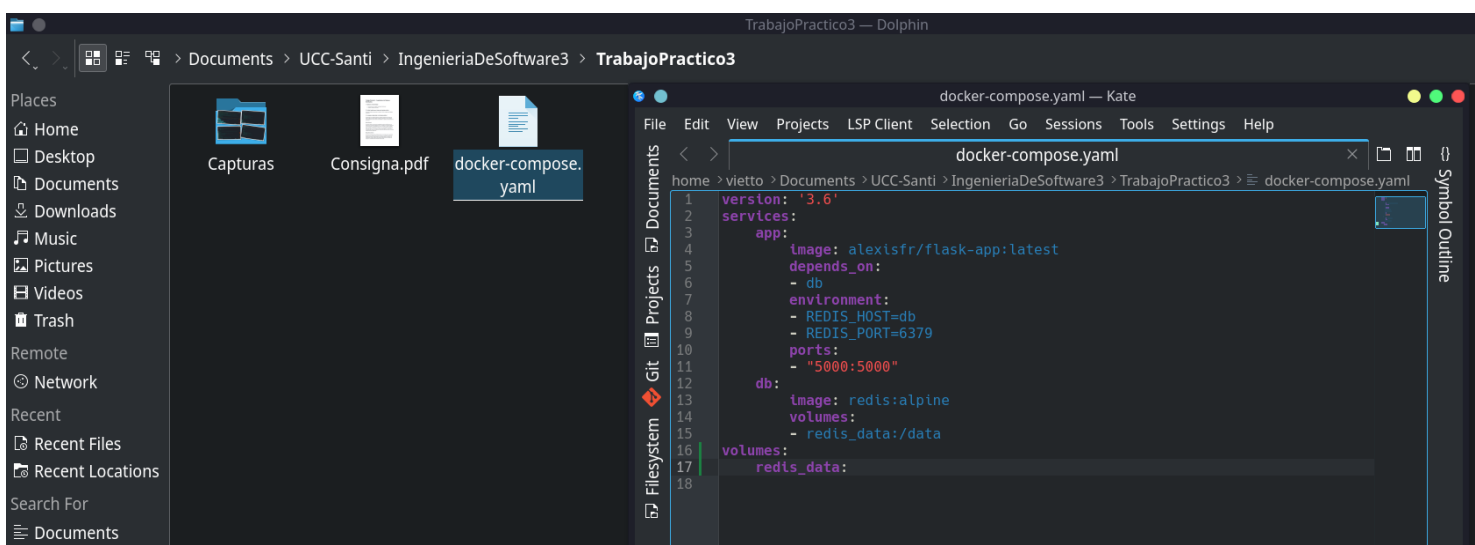 TrabajoPractico3 — Dolphin
Documents > UCC-Santi > IngenieriaDeSoftware3 > TrabajoPractico3
Places
Home
Desktop
Documents
Downloads
Music
Pictures
Videos
Trash
Remote
Network
Recent
Recent Files
Recent Locations
Search For
Documents
Capturas
Consigna.pdf
docker-compose.
yaml
docker-compose.yaml — Kate
File Edit View Projects LSP Client Selection Go Sessions Tools Settings Help
docker-compose.yaml
home > vietto > Documents > UCC-Santi > IngenieriaDeSoftware3 > TrabajoPractico3 > docker-compose.yaml
Documents
Projects
Git
Filesystem
1 version: '3.6'
2 services:
3     app:
4         image: alexisfr/flask-app:latest
5         depends_on:
6         - db
7         environment:
8         - REDIS_HOST=db
9         - REDIS_PORT=6379
10         ports:
11         - "5000:5000"
12     db:
13         image: redis:alpine
14         volumes:
15         - redis_data:/data
16 volumes:
17     redis_data:
18
{} Symbol Outline